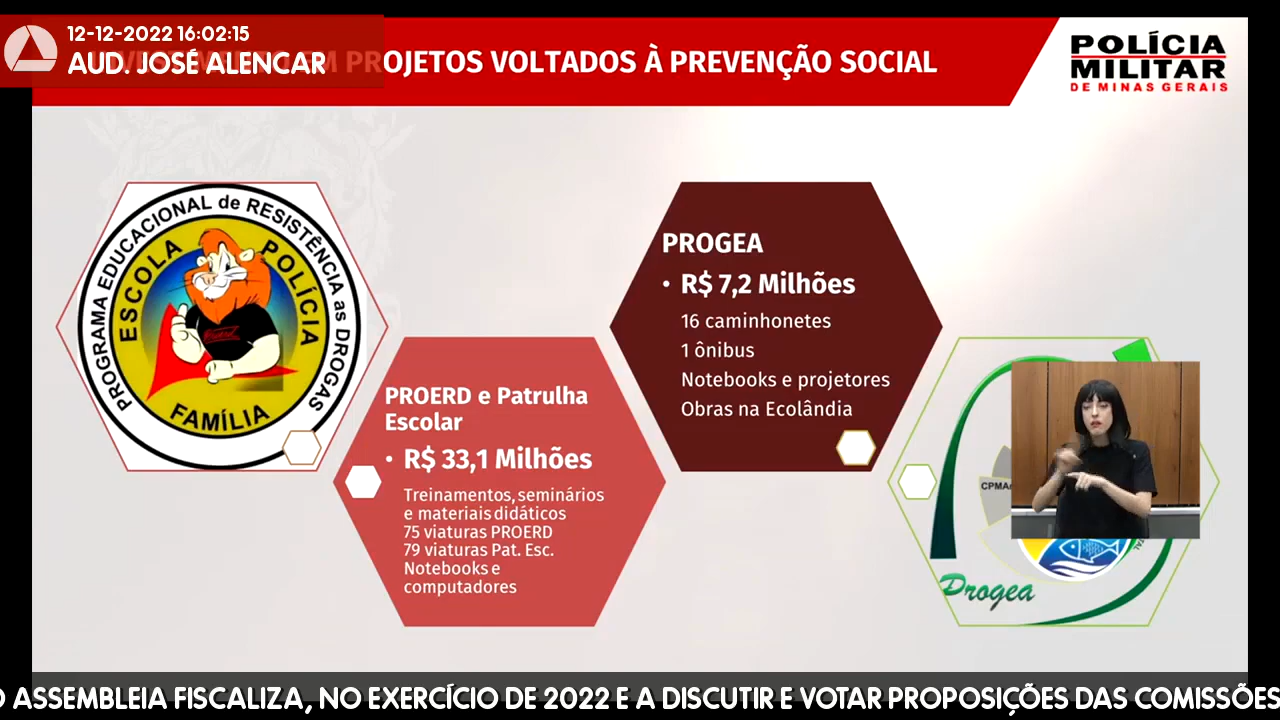 12-12-2022 16:02:15
AUD. JOSÉ ALENCAR
PROJETOS VOLTADOS À PREVENÇÃO SOCIAL
POLÍCIA
MILITAR
DE MINAS GERAIS
PROGRAMA EDUCACIONAL de RESISTÊNCIA as DROGAS
ESCOLA
POLÍCIA
FAMÍLIA
PROERD e Patrulha
Escolar
• R$ 33,1 Milhões
Treinamentos, seminários
e materiais didáticos
75 viaturas PROERD
79 viaturas Pat. Esc.
Notebooks e
computadores
PROGEA
• R$ 7,2 Milhões
16 caminhonetes
1 ônibus
Notebooks e projetores
Obras na Ecolândia
Progea
O ASSEMBLEIA FISCALIZA, NO EXERCÍCIO DE 2022 E A DISCUTIR E VOTAR PROPOSIÇÕES DAS COMISSÕES